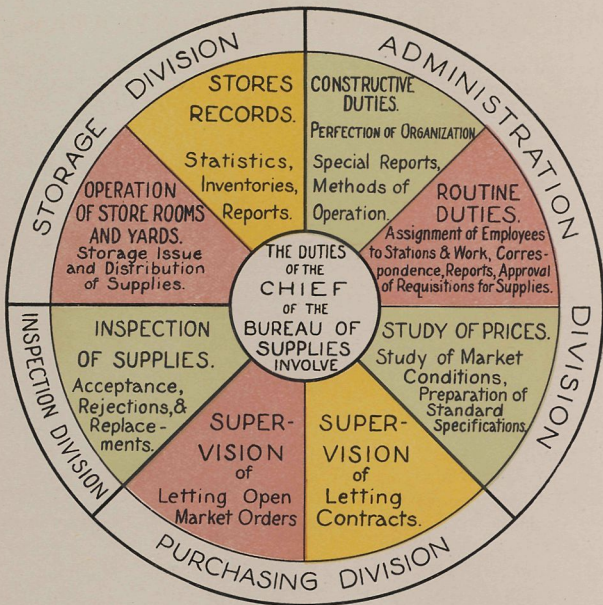 STORAGE DIVISION
ADMINISTRATION DIVISION
INSPECTION DIVISION
PURCHASING DIVISION
THE DUTIES
OF THE
CHIEF
OF THE
BUREAU OF
SUPPLIES
INVOLVE
STORES
RECORDS.
Statistics,
Inventories,
Reports.
CONSTRUCTIVE
DUTIES.
PERFECTION OF ORGANIZATION
Special Reports,
Methods of
Operation.
ROUTINE
DUTIES.
Assignment of Employees
to Stations & Work, Corres-
pondence, Reports, Approval
of Requisitions for Supplies.
STUDY OF PRICES.
Study of Market
Conditions,
Preparation of
Standard
Specifications.
SUPER-
VISION
of
Letting
Contracts.
SUPER-
VISION
of
Letting Open
Market Orders
INSPECTION
OF SUPPLIES.
Acceptance,
Rejections, &
Replace-
ments.
OPERATION
OF STORE ROOMS
AND YARDS.
Storage Issue
and Distribution
of Supplies.